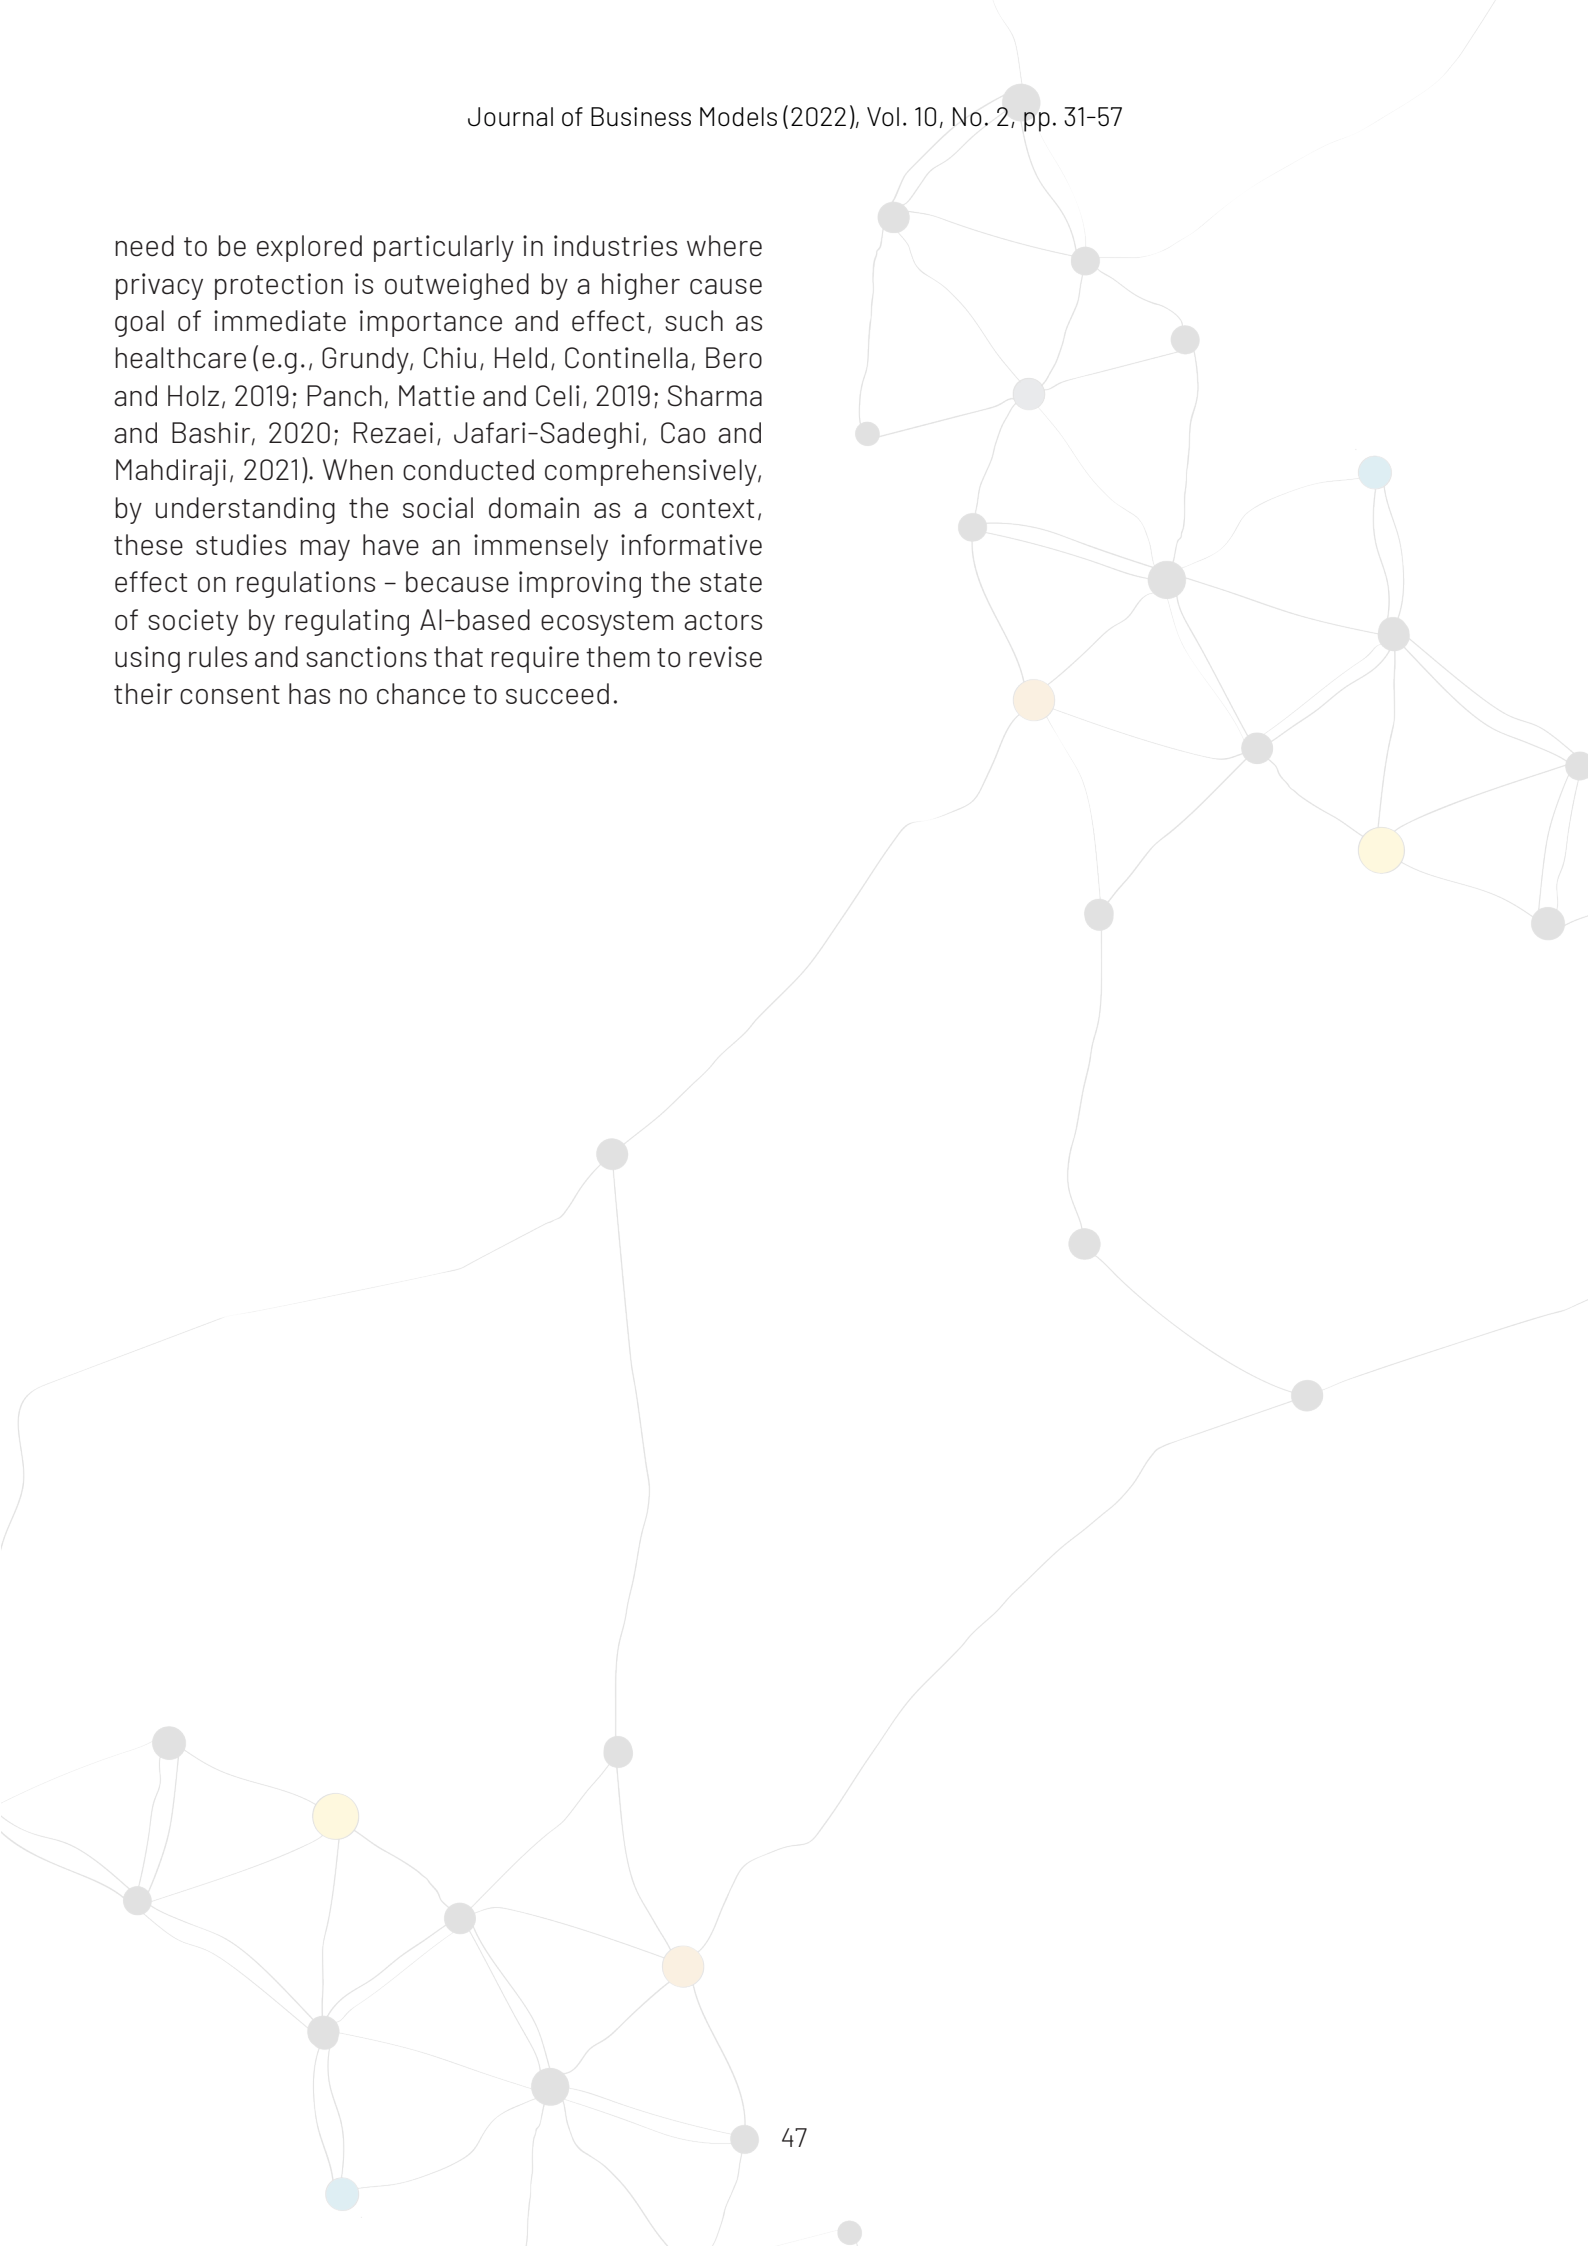 Journal of Business Models (2022), Vol. 10, No. 2, pp. 31-57
need to be explored particularly in industries where
privacy protection is outweighed by a higher cause
goal of immediate importance and effect, such as
healthcare (e.g., Grundy, Chiu, Held, Continella, Bero
and Holz, 2019; Panch, Mattie and Celi, 2019; Sharma
and Bashir, 2020; Rezaei, Jafari-Sadeghi, Cao and
Mahdiraji, 2021). When conducted comprehensively,
by understanding the social domain as a context,
these studies may have an immensely informative
effect on regulations – because improving the state
of society by regulating AI-based ecosystem actors
using rules and sanctions that require them to revise
their consent has no chance to succeed.
47